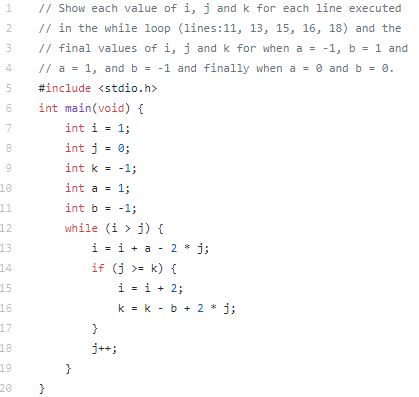 1 // Show each value of i, j and k for each line executed
2 // in the while loop (lines:11, 13, 15, 16, 18) and the
3 // final values of i, j and k for when a = -1, b = 1 and
4 // a = 1, and b = -1 and finally when a = 0 and b = 0.
5 #include <stdio.h>
6 int main(void) {
7     int i = 1;
8     int j = 0;
9     int k = -1;
10     int a = 1;
11     int b = -1;
12     while (i > j) {
13         i = i + a - 2 * j;
14         if (j >= k) {
15             i = i + 2;
16             k = k - b + 2 * j;
17         }
18         j++;
19     }
20 }